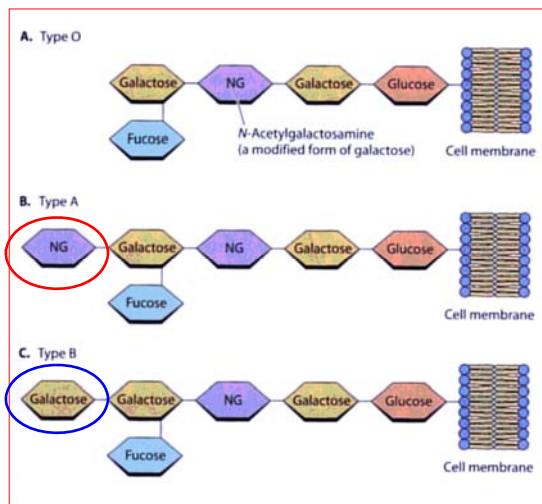 A. Type O
Galactose NG Galactose Glucose
Fucose
N-Acetylgalactosamine
(a modified form of galactose)
Cell membrane
B. Type A
NG Galactose NG Galactose Glucose
Fucose
Cell membrane
C. Type B
Galactose Galactose NG Galactose Glucose
Fucose
Cell membrane